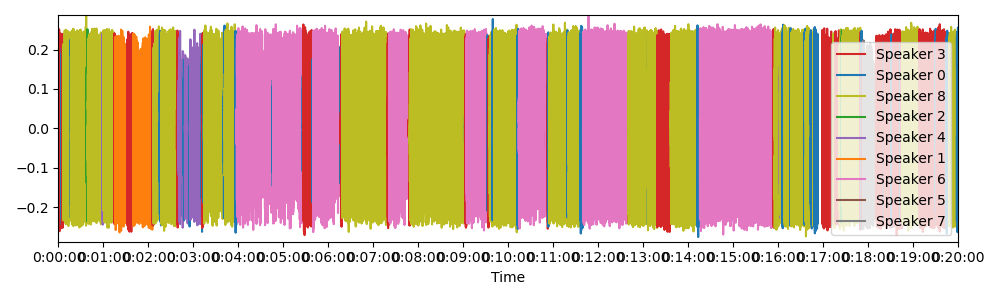 0.2
0.1
0.0
−0.1
−0.2
Speaker 3
Speaker 0
Speaker 8
Speaker 2
Speaker 4
Speaker 1
Speaker 6
Speaker 5
Speaker 7
0:00:00 0:01:00 0:02:00 0:03:00 0:04:00 0:05:00 0:06:00 0:07:00 0:08:00 0:09:00 0:10:00 0:11:00 0:12:00 0:13:00 0:14:00 0:15:00 0:16:00 0:17:00 0:18:00 0:19:00 0:20:00
Time